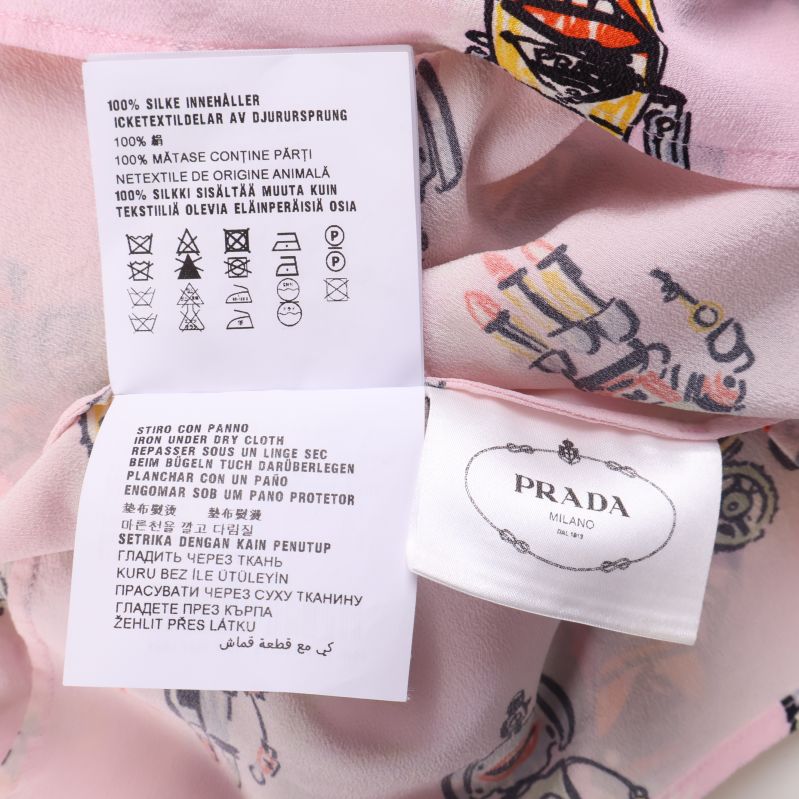 PRADA
100% SILKE INNEHÅLLER
ICKETEXTILDELAR AV DJURURSPRUNG
100% 絹
100% MĂTASE CONȚINE PĂRȚI
NETEXTILE DE ORIGINE ANIMALĂ
100% SILKKI SISÄLTÄÄ MUUTA KUIN
TEKSTIILIÄ OLEVIA ELÄINPERÄISIÄ OSIA
P
P
STIRO CON PANNO
IRON UNDER DRY CLOTH
REPASSER SOUS UN LINGE SEC
BEIM BÜGELN TUCH DARÜBERLEGEN
PLANCHAR CON UN PAÑO
ENGOMAR SOB UM PANO PROTETOR
垫布熨烫 墊布熨燙
마른천을 깔고 다림질
SETRIKA DENGAN KAIN PENUTUP
ГЛАДИТЬ ЧЕРЕЗ ТКАНЬ
KURU BEZ İLE ÜTÜLEYİN
ПРАСУВАТИ ЧЕРЕЗ СУХУ ТКАНИНУ
ГЛАДЕТЕ ПРЕЗ КЪРПА
ŽEHLIT PŘES LÁTKU
كي مع قطعة قماش
PRADA
MILANO
DAL 1913